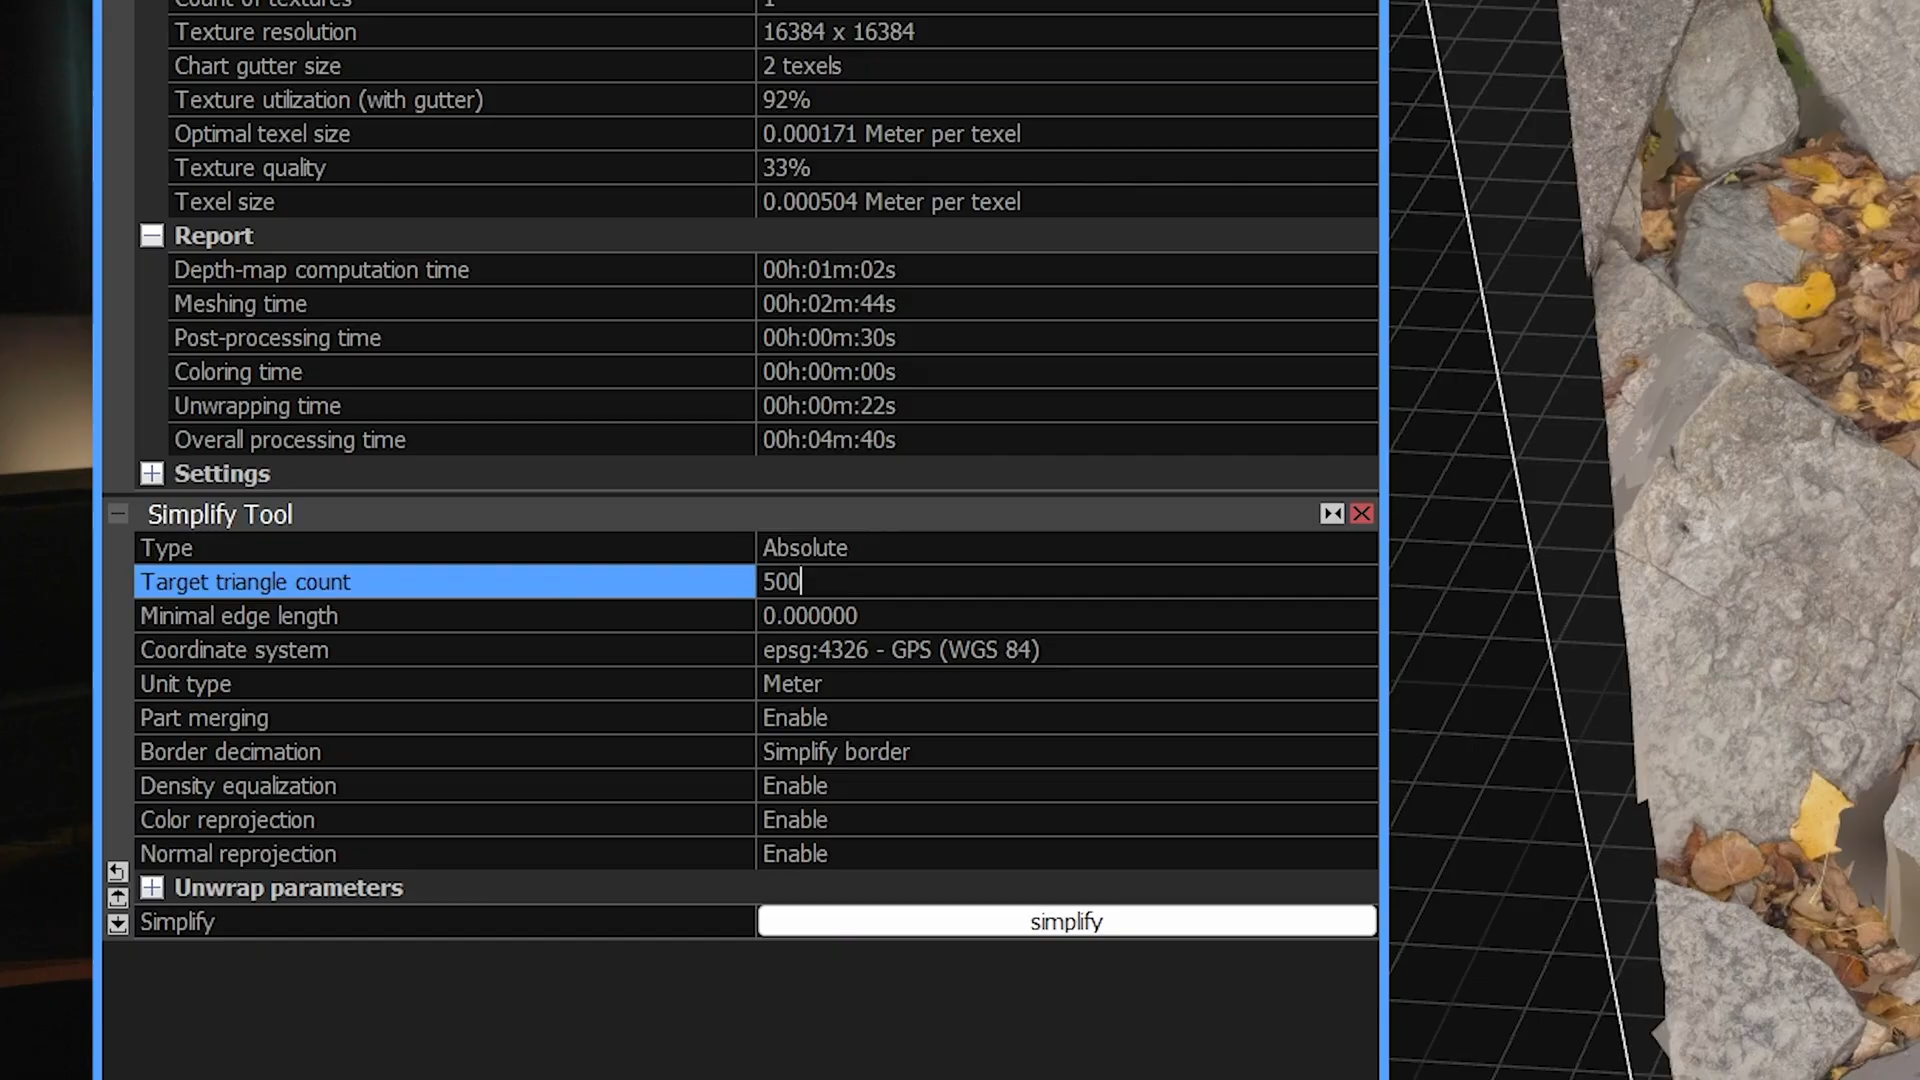 Count of textures 1
Texture resolution 16384 x 16384
Chart gutter size 2 texels
Texture utilization (with gutter) 92%
Optimal texel size 0.000171 Meter per texel
Texture quality 33%
Texel size 0.000504 Meter per texel
Report
Depth-map computation time 00h:01m:02s
Meshing time 00h:02m:44s
Post-processing time 00h:00m:30s
Coloring time 00h:00m:00s
Unwrapping time 00h:00m:22s
Overall processing time 00h:04m:40s
Settings
Simplify Tool
Type Absolute
Target triangle count 500
Minimal edge length 0.000000
Coordinate system epsg:4326 - GPS (WGS 84)
Unit type Meter
Part merging Enable
Border decimation Simplify border
Density equalization Enable
Color reprojection Enable
Normal reprojection Enable
Unwrap parameters
Simplify simplify